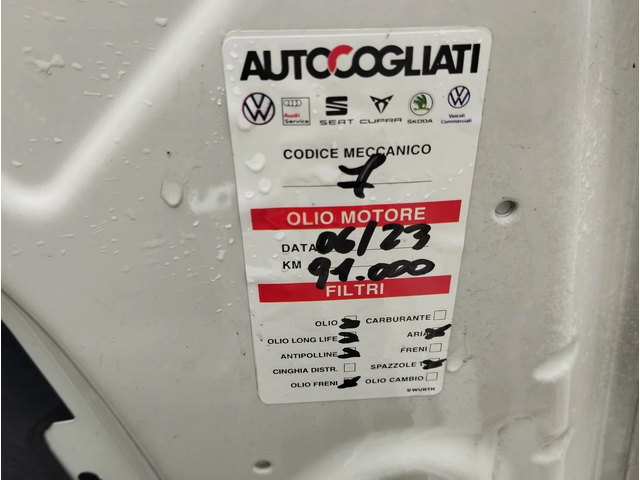 AUTOCOGLIATI
Audi Service SEAT CUPRA ŠKODA Veicoli Commerciali
CODICE MECCANICO
7
OLIO MOTORE
DATA 06/23
KM 91.000
FILTRI
OLIO CARBURANTE
OLIO LONG LIFE ARIA
ANTIPOLLINE FRENI
CINGHIA DISTR. SPAZZOLE
OLIO FRENI OLIO CAMBIO
WÜRTH